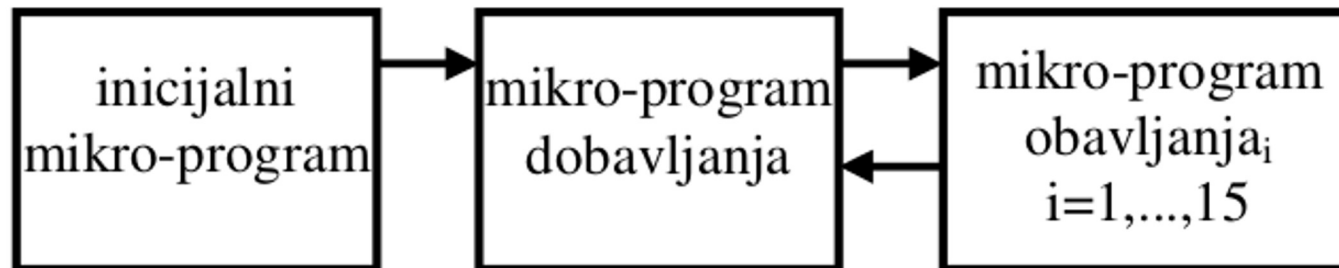 inicijalni
mikro-program
mikro-program
dobavljanja
mikro-program
obavljanjaᵢ
i=1,...,15